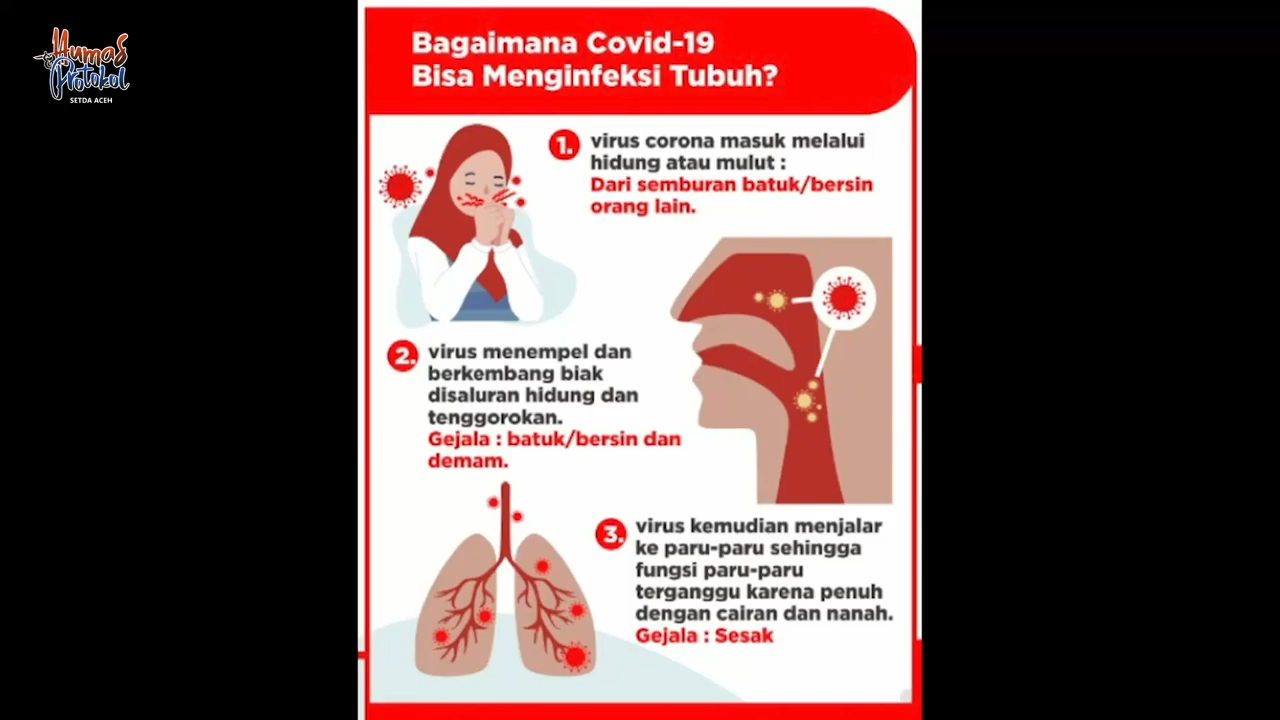 Humas
& Protokol
SETDA ACEH
Bagaimana Covid-19
Bisa Menginfeksi Tubuh?
1. virus corona masuk melalui
hidung atau mulut :
Dari semburan batuk/bersin
orang lain.
2. virus menempel dan
berkembang biak
disaluran hidung dan
tenggorokan.
Gejala : batuk/bersin dan
demam.
3. virus kemudian menjalar
ke paru-paru sehingga
fungsi paru-paru
terganggu karena penuh
dengan cairan dan nanah.
Gejala : Sesak